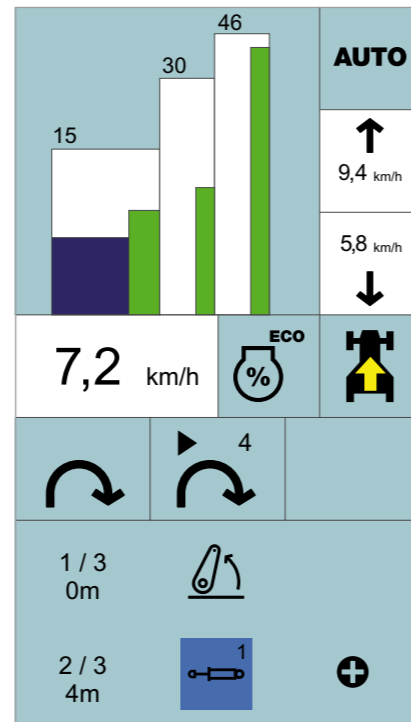 46
30
15
AUTO
9,4 km/h
5,8 km/h
7,2 km/h
ECO
%
4
1 / 3
0m
1
2 / 3
4m